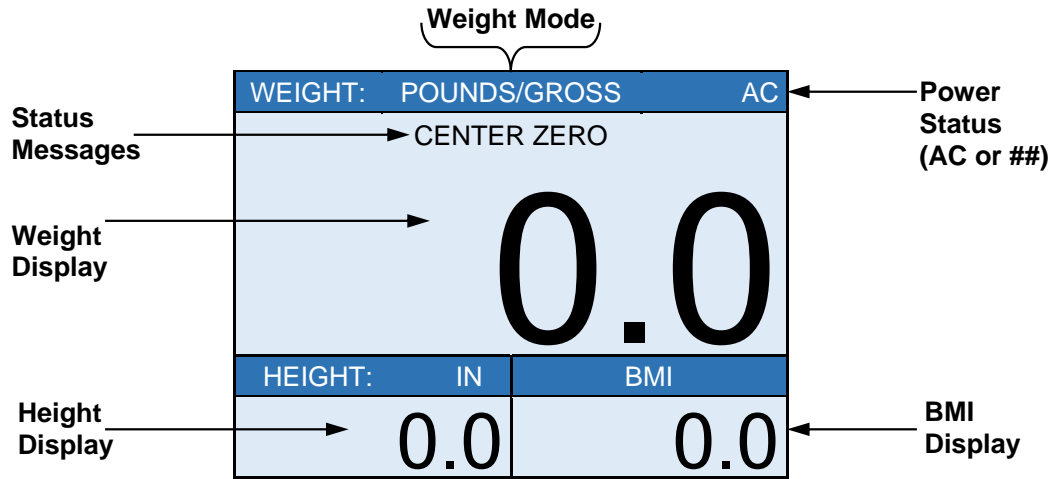 Weight Mode
WEIGHT: POUNDS/GROSS AC
Power
Status
(AC or ##)
Status
Messages
CENTER ZERO
Weight
Display
0.0
HEIGHT: IN BMI
Height
Display
0.0 0.0
BMI
Display